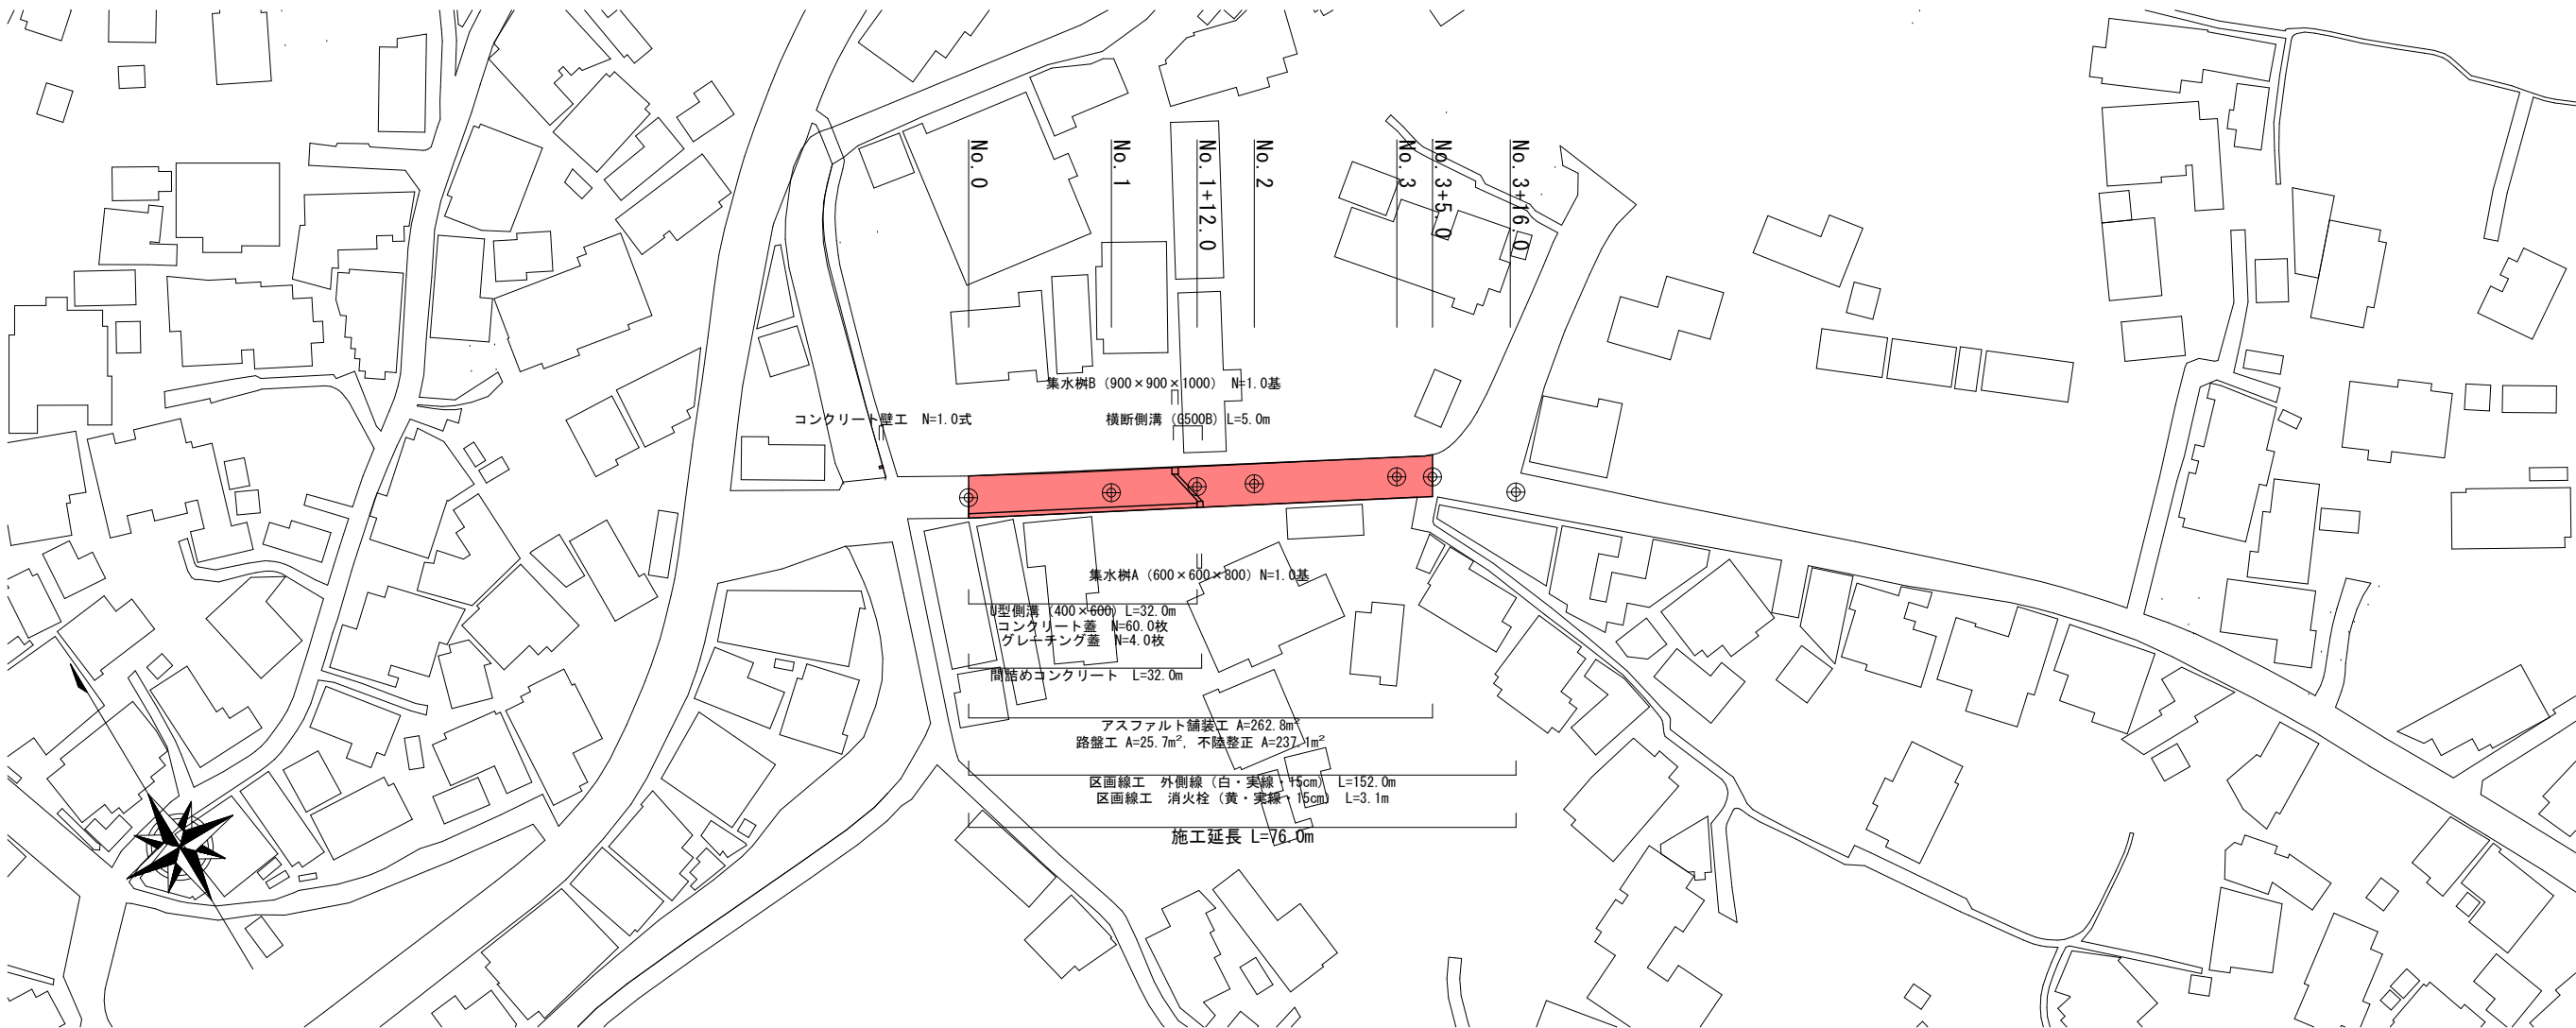 No. 0
No. 1
No. 1+12.0
No. 2
No. 3
No. 3+5.0
No. 3+16.0
集水桝B（900×900×1000） N=1.0基
コンクリート壁工 N=1.0式
横断側溝（G500B）L=5.0m
集水桝A（600×600×800）N=1.0基
U型側溝（400×600）L=32.0m
コンクリート蓋 N=60.0枚
グレーチング蓋 N=4.0枚
間詰めコンクリート L=32.0m
アスファルト舗装工 A=262.8m²
路盤工 A=25.7m², 不陸整正 A=237.1m²
区画線工 外側線（白・実線・15cm） L=152.0m
区画線工 消火栓（黄・実線・15cm） L=3.1m
施工延長 L=76.0m